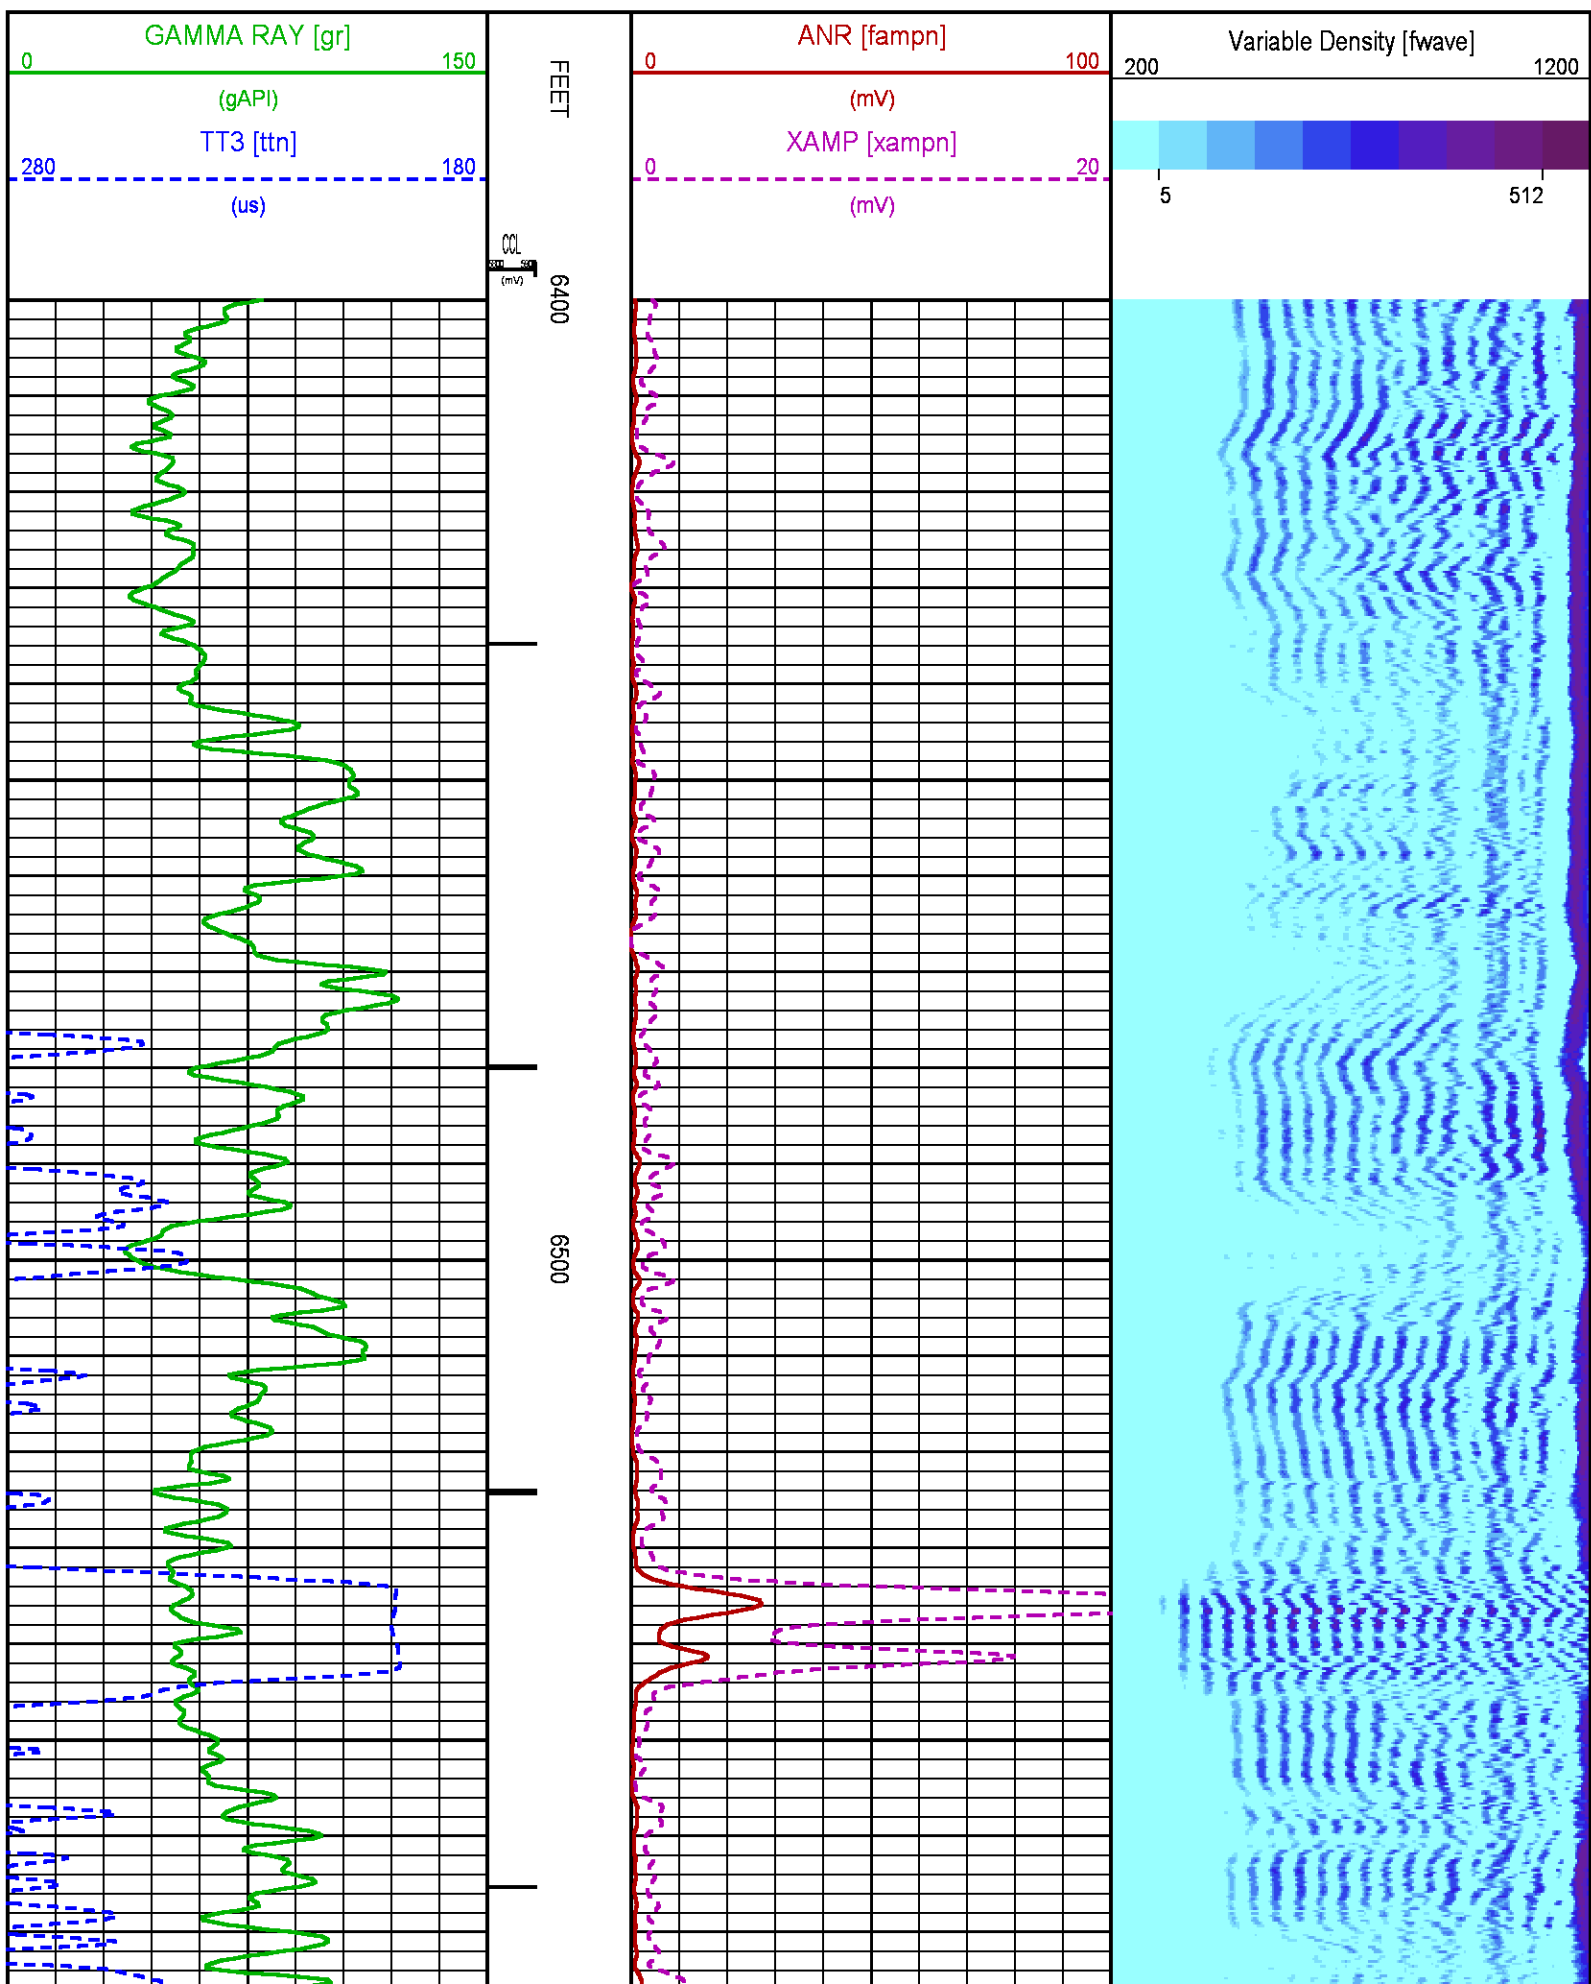 GAMMA RAY [gr]
0 150
(gAPI)
TT3 [ttn]
280 180
(us)
FEET
CCL
(mV)
6400
6500
ANR [fampn]
0 100
(mV)
XAMP [xampn]
0 20
(mV)
Variable Density [fwave]
200 1200
5 512